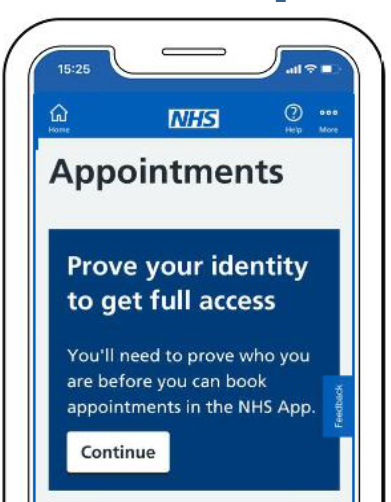 15:25
Home
NHS
Help
More
Appointments
Prove your identity
to get full access
You'll need to prove who you
are before you can book
appointments in the NHS App.
Feedback
Continue